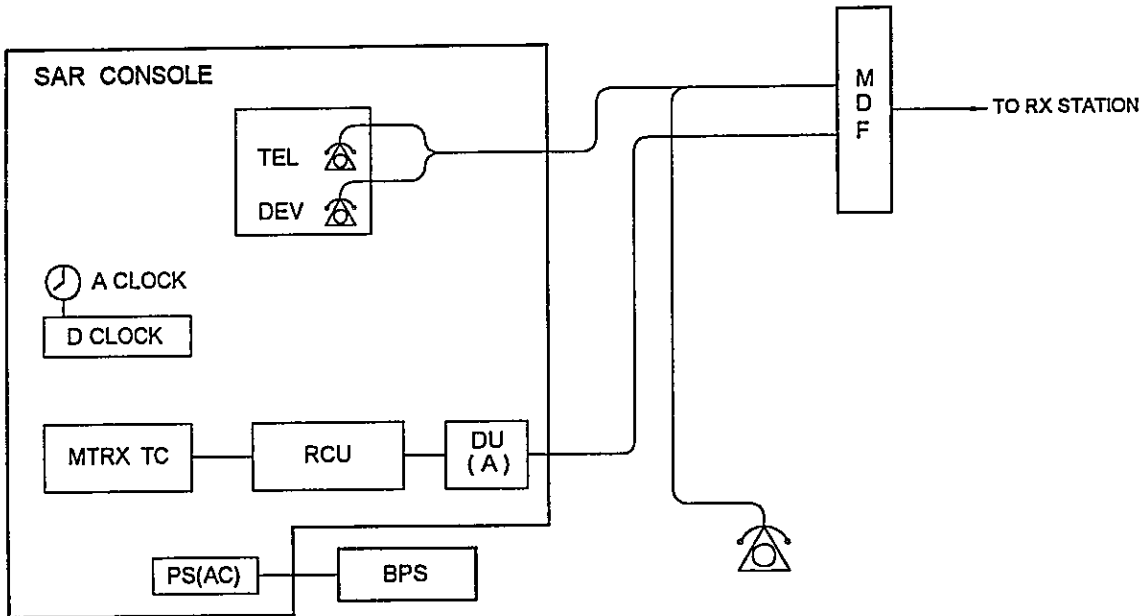 SAR CONSOLE
TEL
DEV
A CLOCK
D CLOCK
MTRX TC
RCU
DU
( A )
PS(AC)
BPS
M
D
F
TO RX STATION